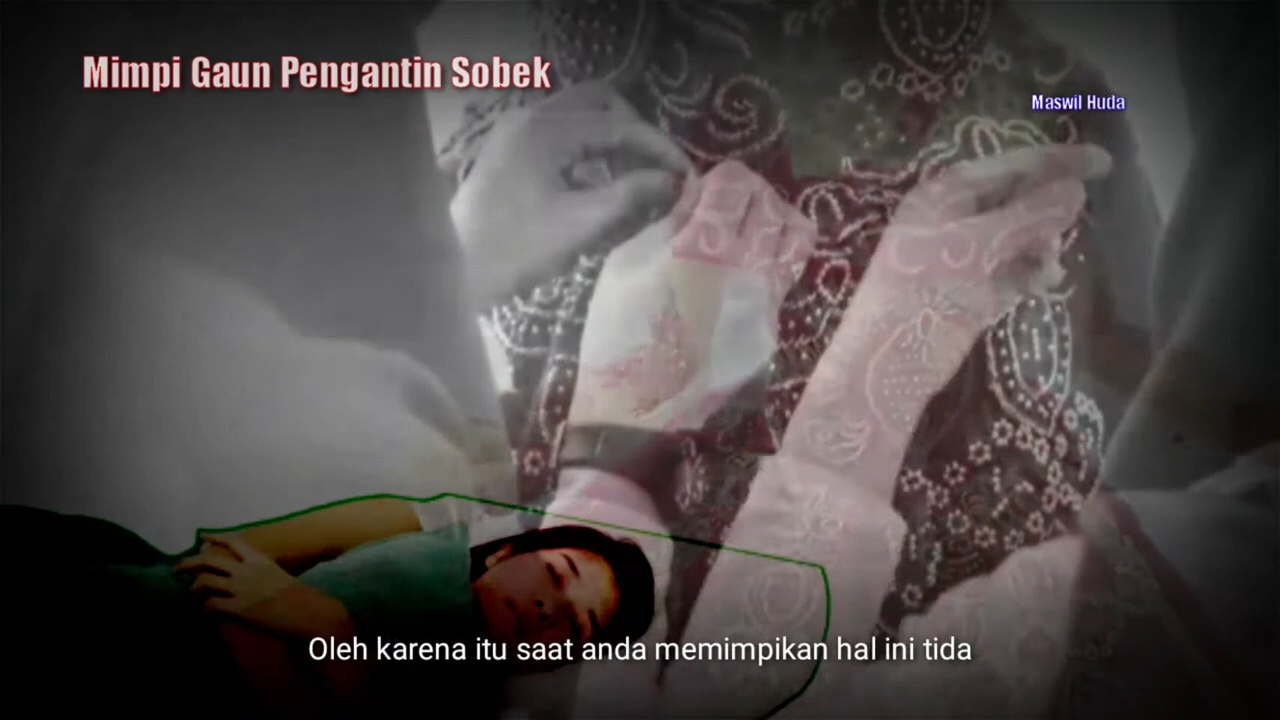 Mimpi Gaun Pengantin Sobek
Maswil Huda
Oleh karena itu saat anda memimpikan hal ini tida